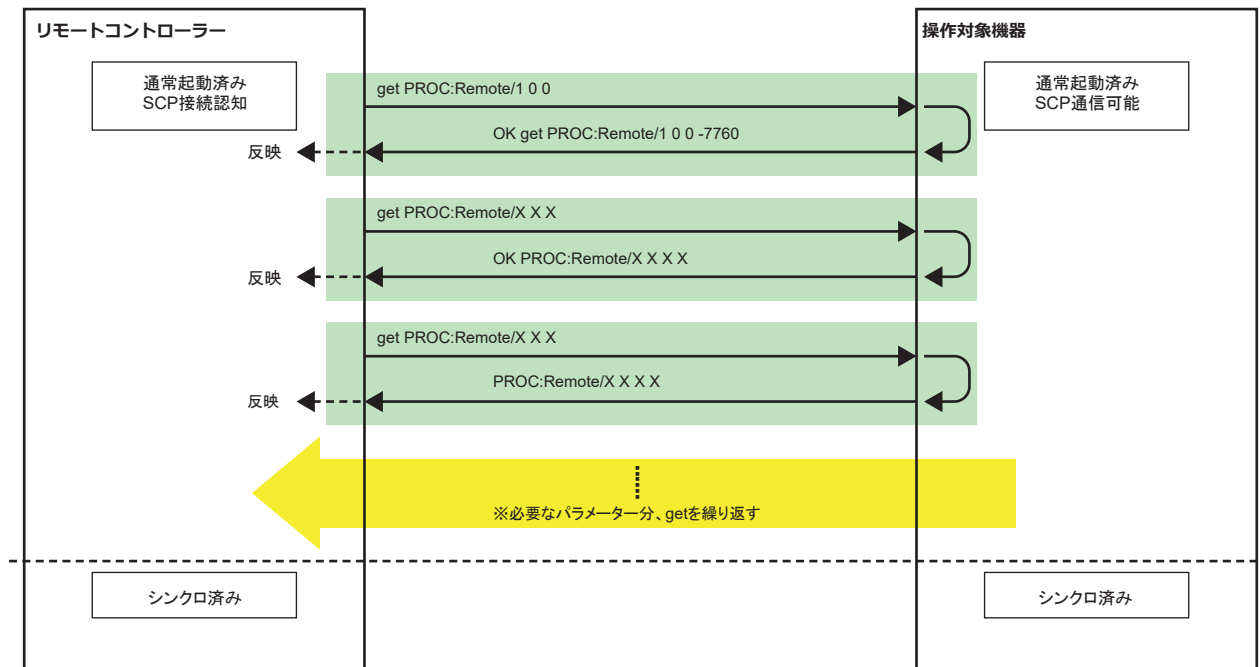 リモートコントローラー
操作対象機器
通常起動済み
SCP接続認知
通常起動済み
SCP通信可能
get PROC:Remote/1 0 0
OK get PROC:Remote/1 0 0 -7760
反映
get PROC:Remote/X X X
OK PROC:Remote/X X X X
反映
get PROC:Remote/X X X
PROC:Remote/X X X X
反映
※必要なパラメーター分、getを繰り返す
シンクロ済み
シンクロ済み